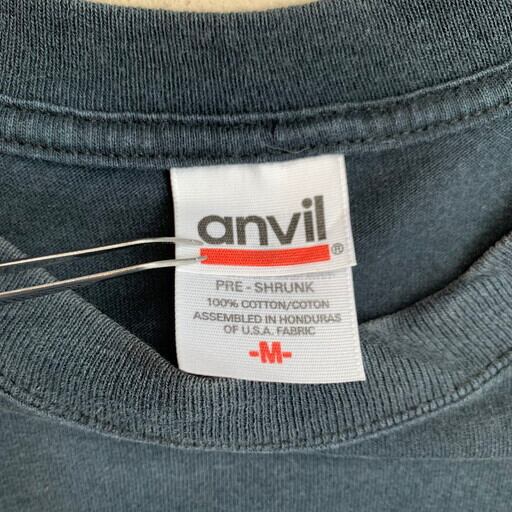 anvil®
PRE - SHRUNK
100% COTTON/COTON
ASSEMBLED IN HONDURAS
OF U.S.A. FABRIC
-M-